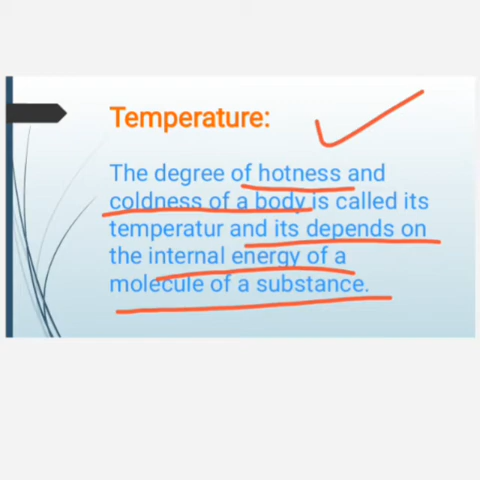 Temperature:
The degree of hotness and
coldness of a body is called its
temperatur and its depends on
the internal energy of a
molecule of a substance.